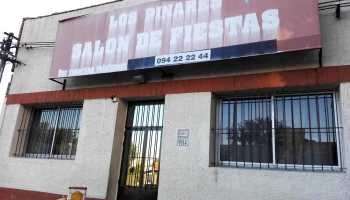 LOS PINARES
SALON DE FIESTAS
094 22 22 44